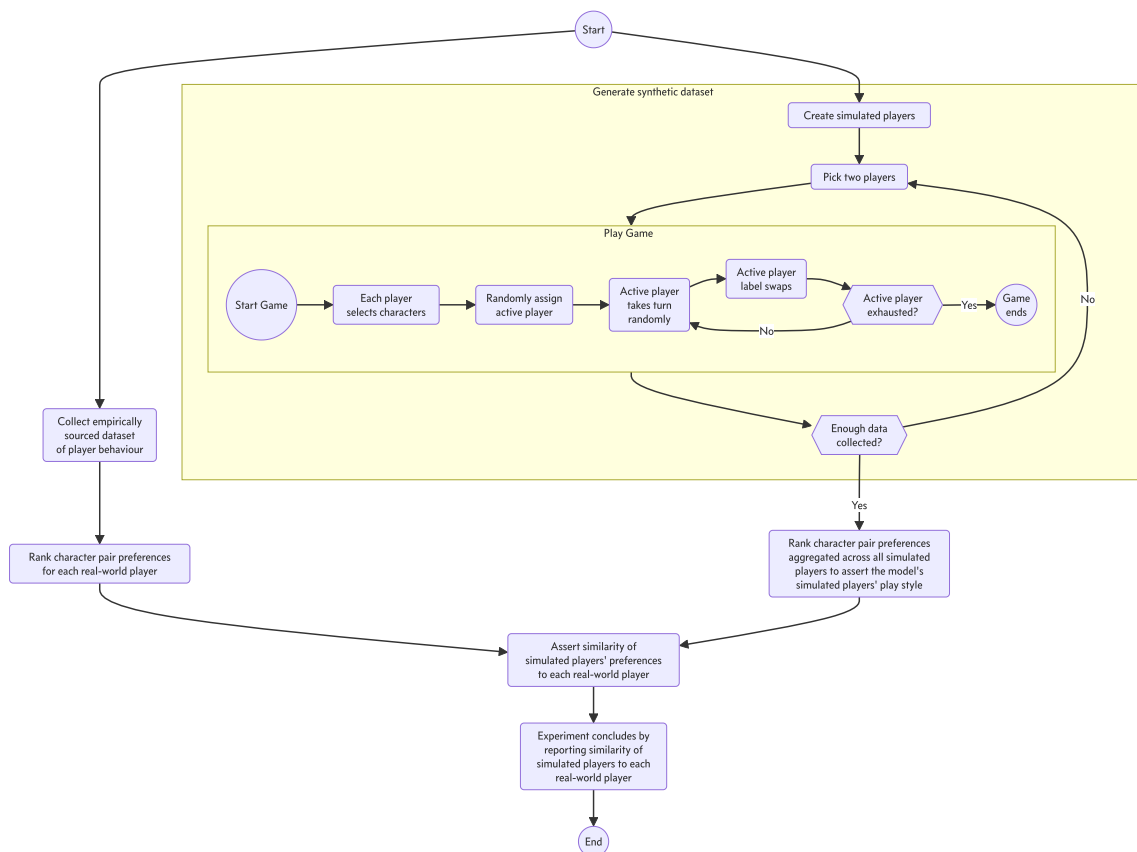 Start
Generate synthetic dataset
Create simulated players
Pick two players
Play Game
Start Game
Each player
selects characters
Randomly assign
active player
Active player
takes turn
randomly
Active player
label swaps
Active player
exhausted?
Yes
Game
ends
No
No
Collect empirically
sourced dataset
of player behaviour
Enough data
collected?
Yes
Rank character pair preferences
for each real-world player
Rank character pair preferences
aggregated across all simulated
players to assert the model's
simulated players' play style
Assert similarity of
simulated players' preferences
to each real-world player
Experiment concludes by
reporting similarity of
simulated players to each
real-world player
End